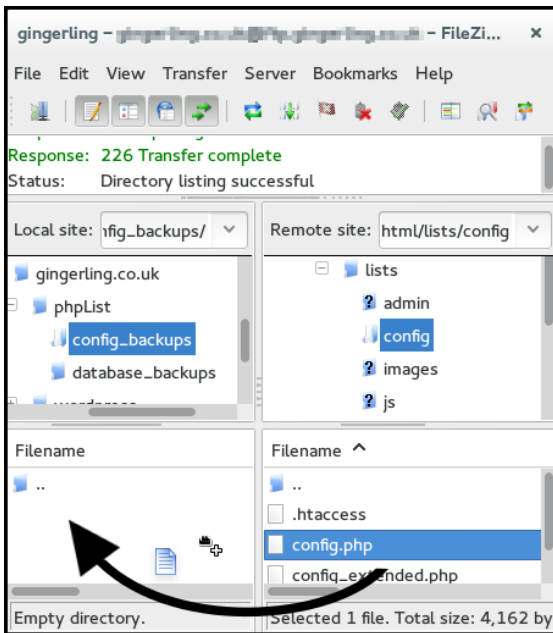 gingerling – – FileZi... ×
File Edit View Transfer Server Bookmarks Help
Response: 226 Transfer complete
Status: Directory listing successful
Local site: nfig_backups/
Remote site: html/lists/config
gingerling.co.uk
phpList
config_backups
database_backups
lists
admin
config
images
js
Filename
..
Empty directory.
Filename
..
.htaccess
config.php
config_extended.php
Selected 1 file. Total size: 4,162 by